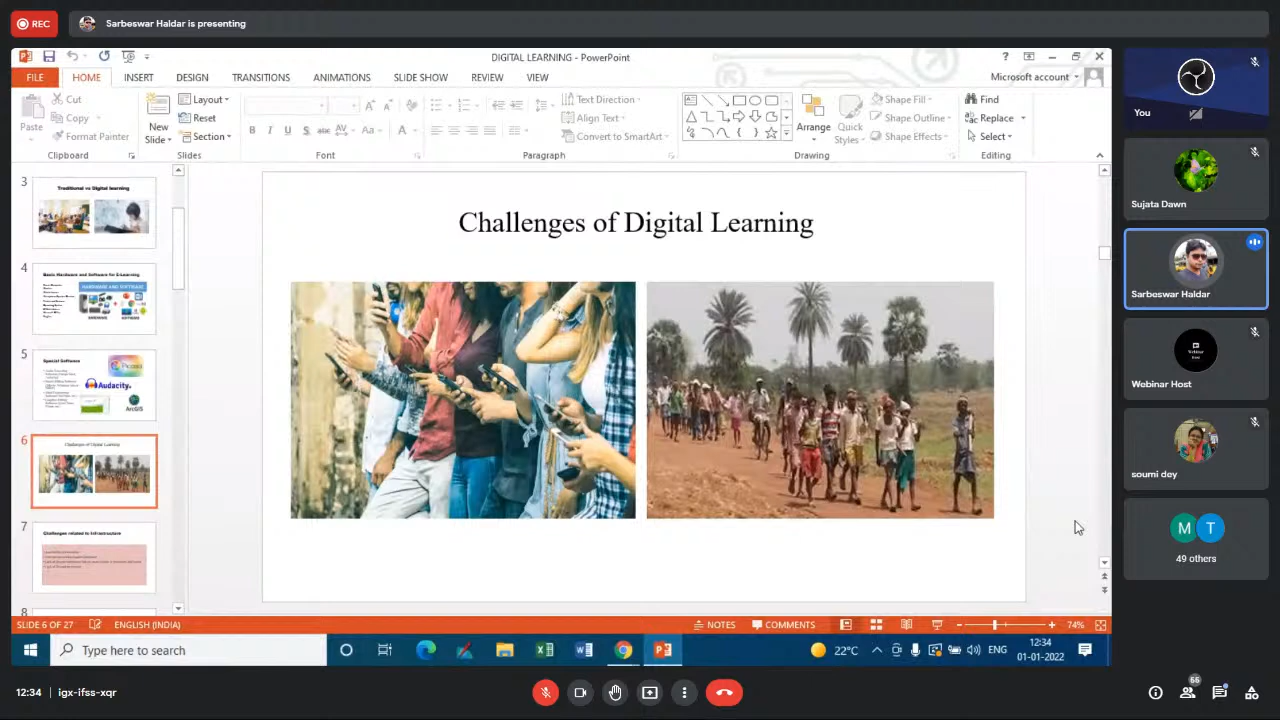 REC
Sarbeswar Haldar is presenting
DIGITAL LEARNING - PowerPoint
FILE HOME INSERT DESIGN TRANSITIONS ANIMATIONS SLIDE SHOW REVIEW VIEW
Microsoft account
Paste
Cut
Copy
Format Painter
Clipboard
New Slide
Layout
Reset
Section
Slides
Font
Text Direction
Align Text
Convert to SmartArt
Paragraph
Arrange
Quick Styles
Shape Fill
Shape Outline
Shape Effects
Drawing
Find
Replace
Select
Editing
3
Traditional vs Digital learning
4
Basic Hardware and Software for E-Learning
HARDWARE AND SOFTWARE
5
Special Software
Picasa
Audacity
ArcGIS
6
Challenges of Digital Learning
7
Challenges related to Infrastructure
8
Challenges of Digital Learning
SLIDE 6 OF 27
ENGLISH (INDIA)
NOTES
COMMENTS
74%
Type here to search
22°C
ENG
12:34
01-01-2022
You
Sujata Dawn
Sarbeswar Haldar
Webinar Host
soumi dey
M T
49 others
12:34 | igx-ifss-xqr
55